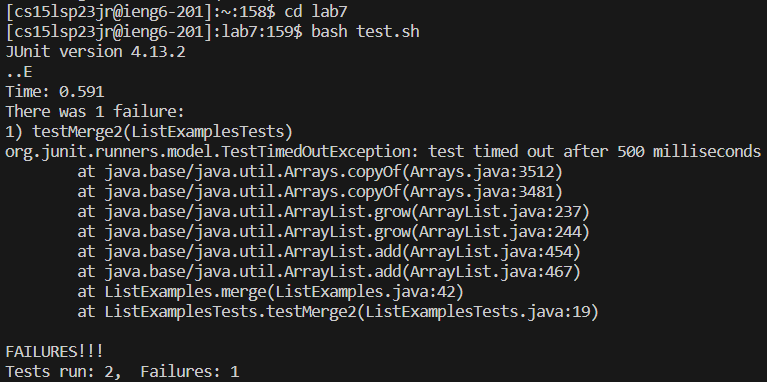 [cs15lsp23jr@ieng6-201]:~:158$ cd lab7
[cs15lsp23jr@ieng6-201]:lab7:159$ bash test.sh
JUnit version 4.13.2
..E
Time: 0.591
There was 1 failure:
1) testMerge2(ListExamplesTests)
org.junit.runners.model.TestTimedOutException: test timed out after 500 milliseconds
        at java.base/java.util.Arrays.copyOf(Arrays.java:3512)
        at java.base/java.util.Arrays.copyOf(Arrays.java:3481)
        at java.base/java.util.ArrayList.grow(ArrayList.java:237)
        at java.base/java.util.ArrayList.grow(ArrayList.java:244)
        at java.base/java.util.ArrayList.add(ArrayList.java:454)
        at java.base/java.util.ArrayList.add(ArrayList.java:467)
        at ListExamples.merge(ListExamples.java:42)
        at ListExamplesTests.testMerge2(ListExamplesTests.java:19)
FAILURES!!!
Tests run: 2,  Failures: 1